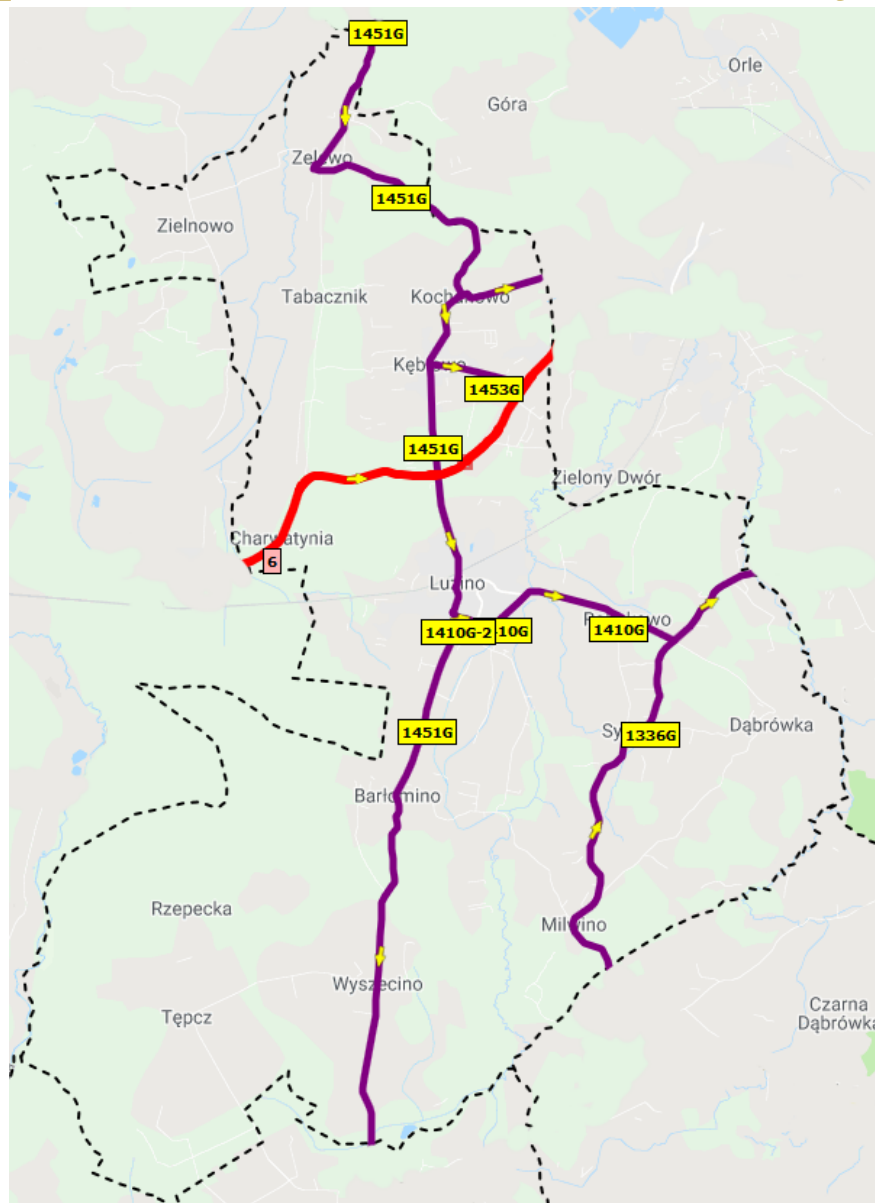 1451G
Orle
Góra
Zelewo
1451G
Zielnowo
Tabacznik
Kochanowo
Kębłowo
1453G
1451G
Zielony Dwór
Charwatynia
6
Luzino
1410G-2
10G
1410G
1451G
1336G
Dąbrówka
Barłomino
Rzepecka
Milwino
Wyszecino
Tępcz
Czarna
Dąbrówka